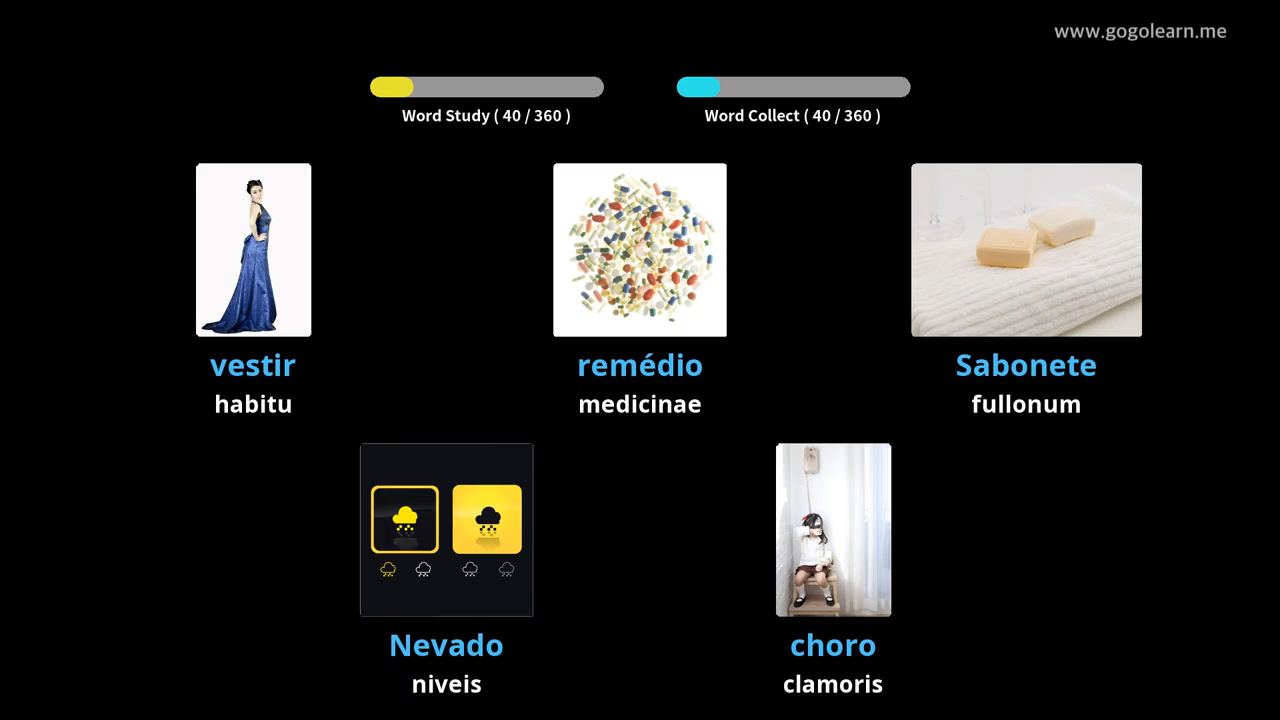 www.gogolearn.me
Word Study ( 40 / 360 )
Word Collect ( 40 / 360 )
vestir
habitu
remédio
medicinae
Sabonete
fullonum
Nevado
niveis
choro
clamoris